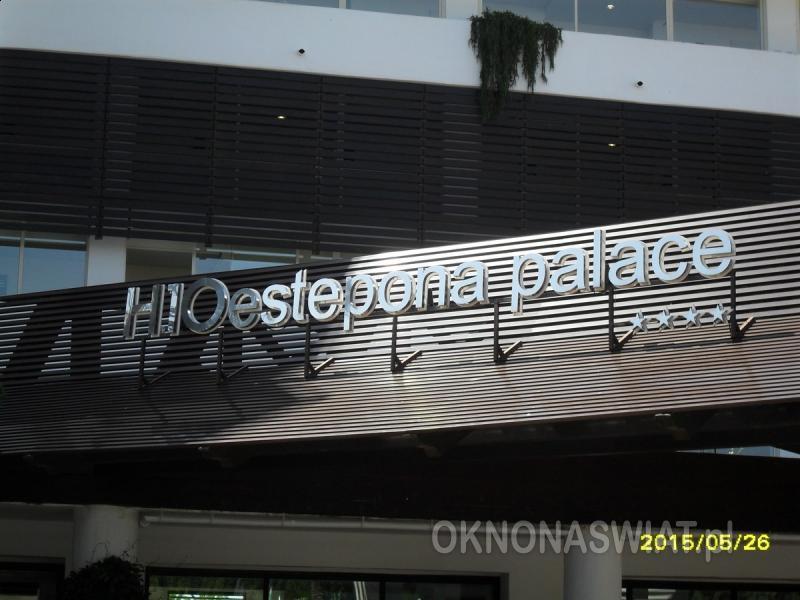 H10estepona palace
★★★★
OKNONASWIAT.pl
2015/05/26